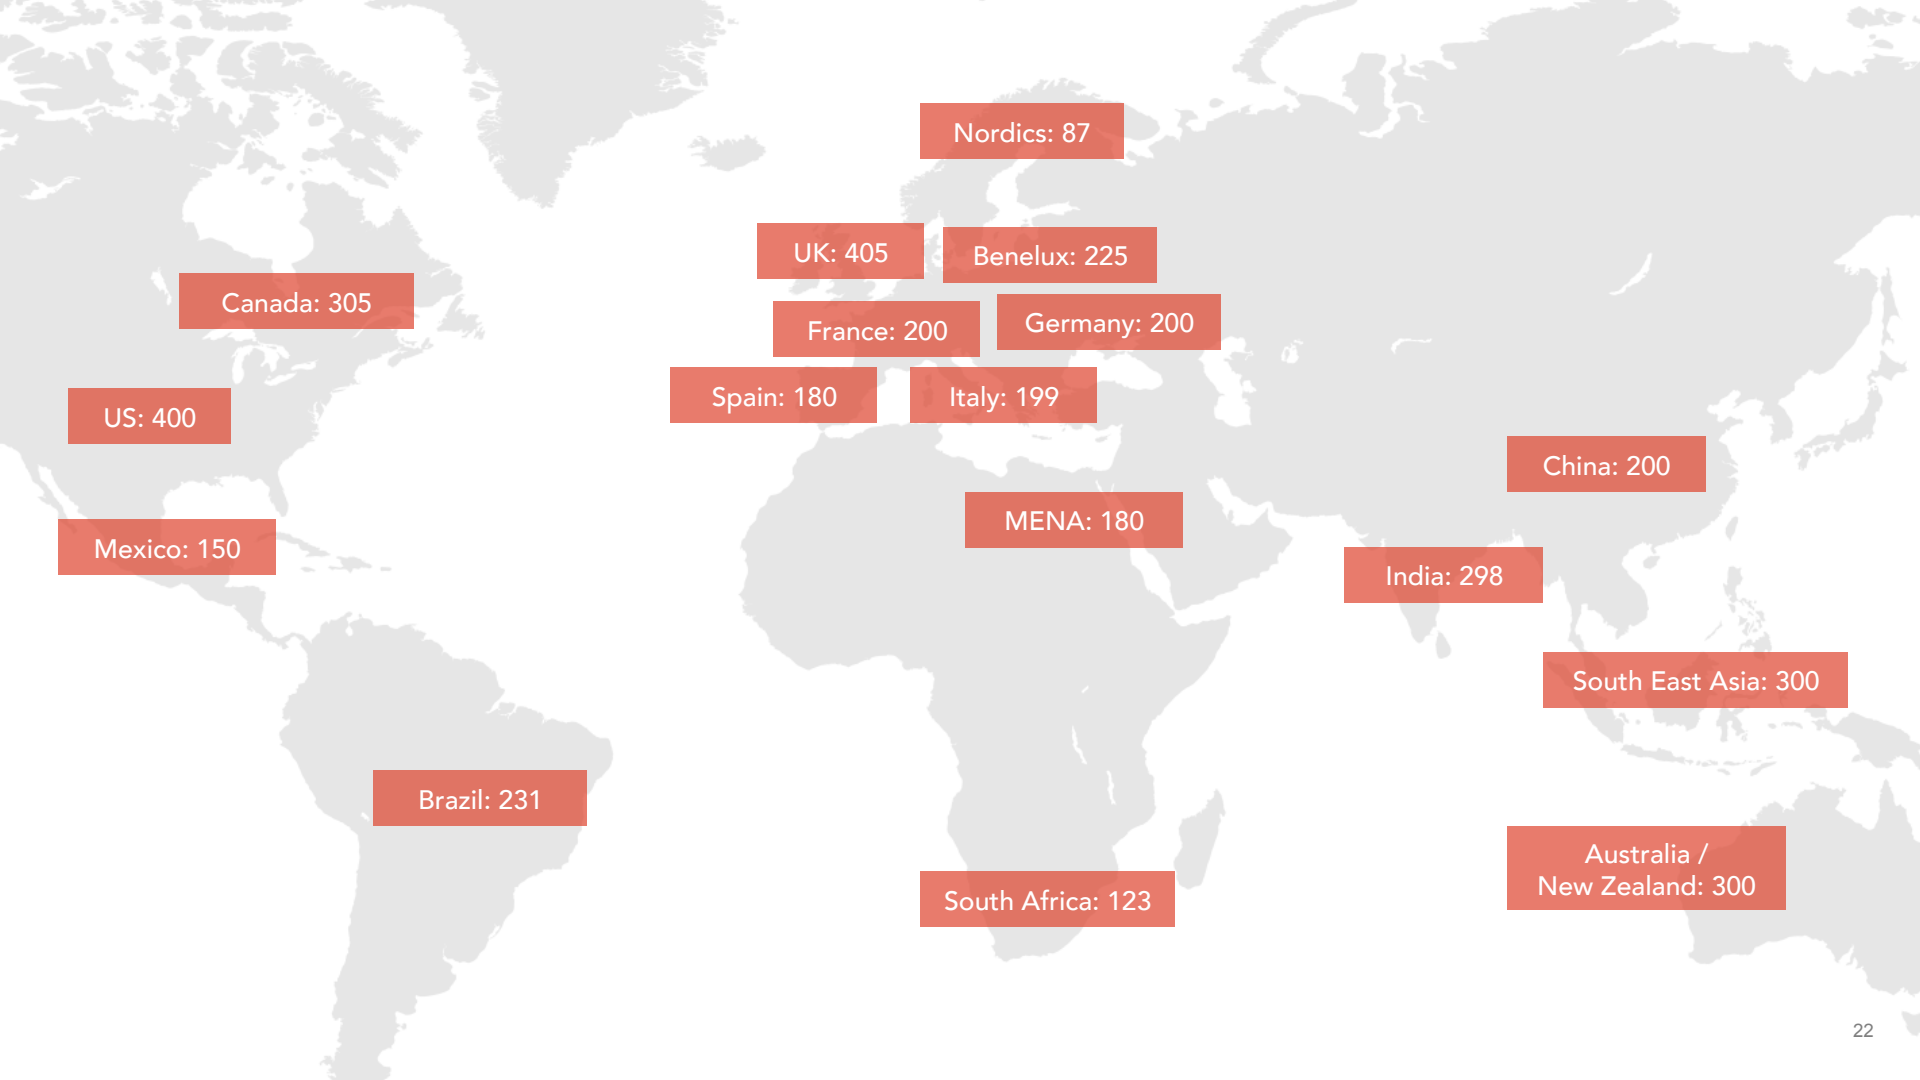 Nordics: 87
UK: 405
Benelux: 225
Canada: 305
France: 200
Germany: 200
Spain: 180
Italy: 199
US: 400
China: 200
MENA: 180
Mexico: 150
India: 298
South East Asia: 300
Brazil: 231
Australia /
New Zealand: 300
South Africa: 123
22